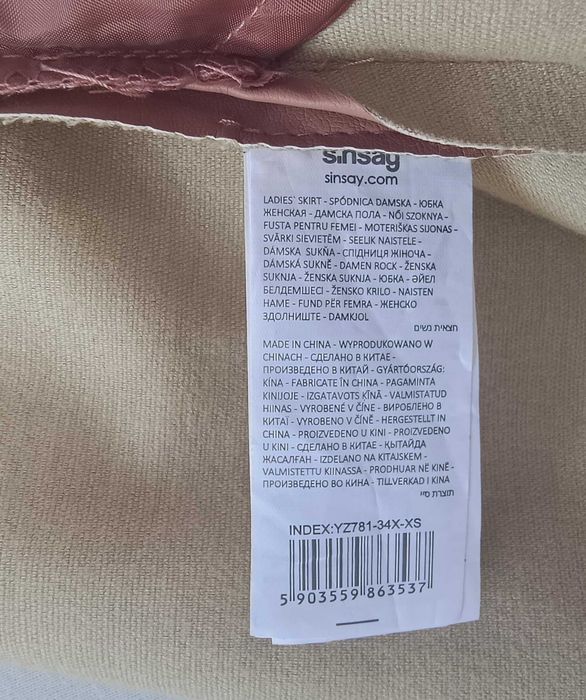 sinsay
sinsay.com
LADIES` SKIRT - SPÓDNICA DAMSKA - ЮБКА
ЖЕНСКАЯ - ДАМСКА ПОЛА - NŐI SZOKNYA -
FUSTA PENTRU FEMEI - MOTERIŠKAS SIJONAS -
SVĀRKI SIEVIETĒM - SEELIK NAISTELE -
DÁMSKA SUKŇA - СПІДНИЦЯ ЖІНОЧА -
DÁMSKÁ SUKNĚ - DAMEN ROCK - ŽENSKA
SUKNJA - ŽENSKA SUKNJA - ЮБКА - ӘЙЕЛ
БЕЛДЕМШЕСІ - ŽENSKO KRILO - NAISTEN
HAME - FUND PËR FEMRA - ЖЕНСКО
ЗДОЛНИШТЕ - DAMKJOL
חצאית נשים
MADE IN CHINA - WYPRODUKOWANO W
CHINACH - СДЕЛАНО В КИТАЕ -
ПРОИЗВЕДЕНО В КИТАЙ - GYÁRTÓORSZÁG:
KÍNA - FABRICATE ÎN CHINA - PAGAMINTA
KINIJOJE - IZGATAVOTS ĶĪNĀ - VALMISTATUD
HIINAS - VYROBENÉ V ČÍNE - ВИРОБЛЕНО В
КИТАЇ - VYROBENO V ČÍNĚ - HERGESTELLT IN
CHINA - PROIZVEDENO U KINI - PROIZVEDENO
U KINI - СДЕЛАНО В КИТАЕ - ҚЫТАЙДА
ЖАСАЛҒАН - IZDELANO NA KITAJSKEM -
VALMISTETTU KIINASSA - PRODHUAR NË KINË -
ПРОИЗВЕДЕНО ВО КИНА - TILLVERKAD I KINA
תוצרת סין
INDEX:YZ781-34X-XS
5 903559 863537